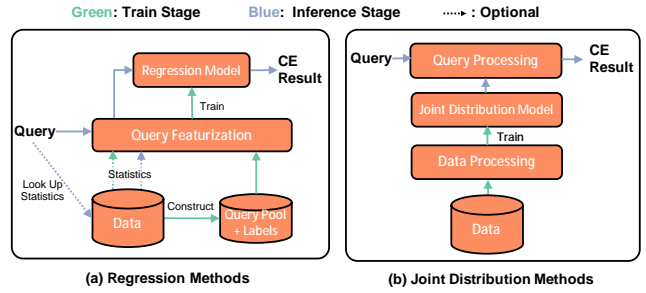 Green: Train Stage Blue: Inference Stage : Optional
CE
Result
Regression Model
Train
Query
Query Featurization
Look Up
Statistics
Statistics
Data
Construct
Query Pool
+ Labels
(a) Regression Methods
Query
Query Processing
CE
Result
Joint Distribution Model
Train
Data Processing
Data
(b) Joint Distribution Methods